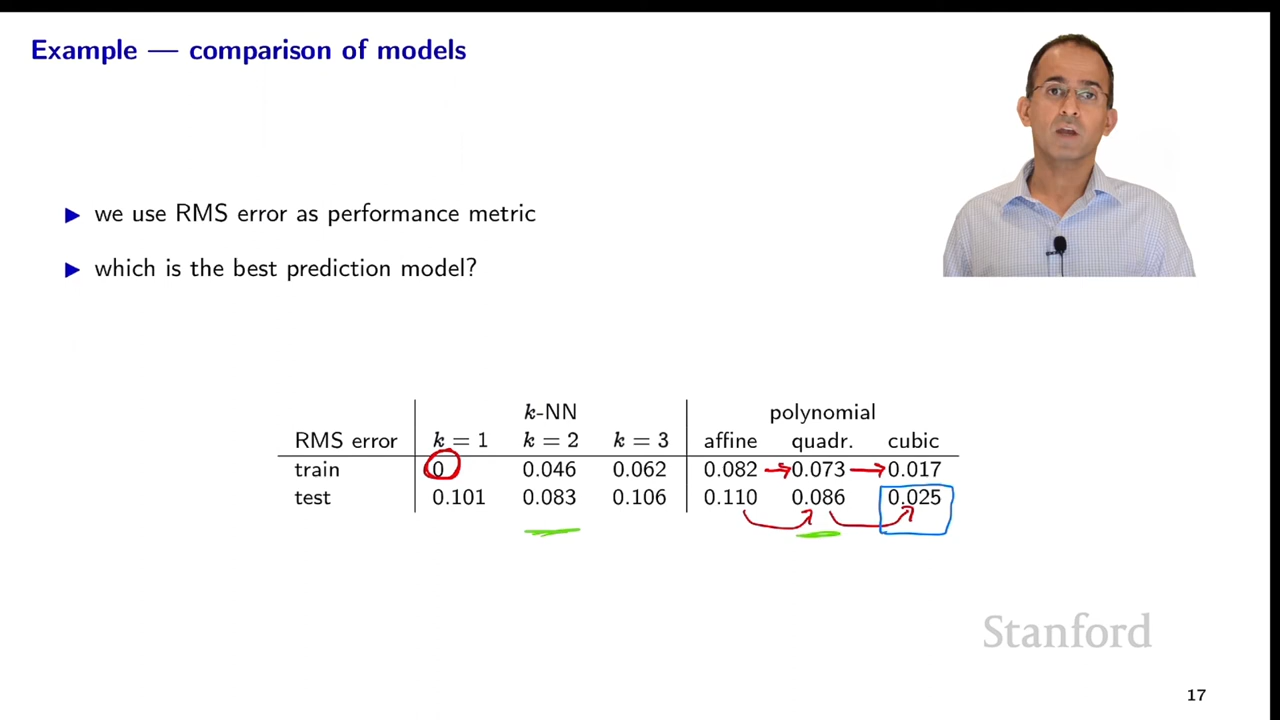 Example — comparison of models
▶ we use RMS error as performance metric
▶ which is the best prediction model?
k-NN polynomial
RMS error k = 1 k = 2 k = 3 affine quadr. cubic
train 0 0.046 0.062 0.082 0.073 0.017
test 0.101 0.083 0.106 0.110 0.086 0.025
Stanford
17